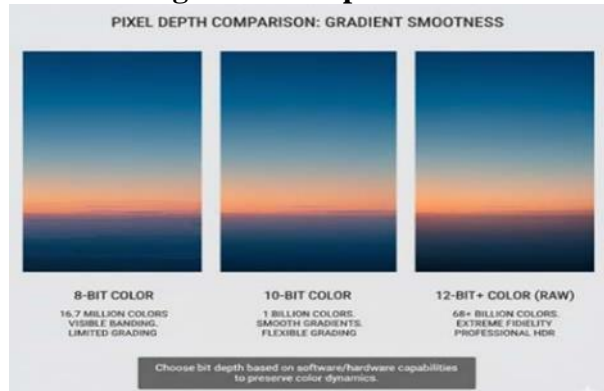 PIXEL DEPTH COMPARISON: GRADIENT SMOOTNESS
8-BIT COLOR
16.7 MILLION COLORS
VISIBLE BANDING.
LIMITED GRADING
10-BIT COLOR
1 BILLION COLORS.
SMOOTH GRADIENTS.
FLEXIBLE GRADING
12-BIT+ COLOR (RAW)
68+ BILLION COLORS.
EXTREME FIDELITY
PROFESSIONAL HDR
Choose bit depth based on software/hardware capabilities
to preserve color dynamics.